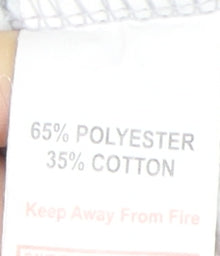 65% POLYESTER
35% COTTON
Keep Away From Fire